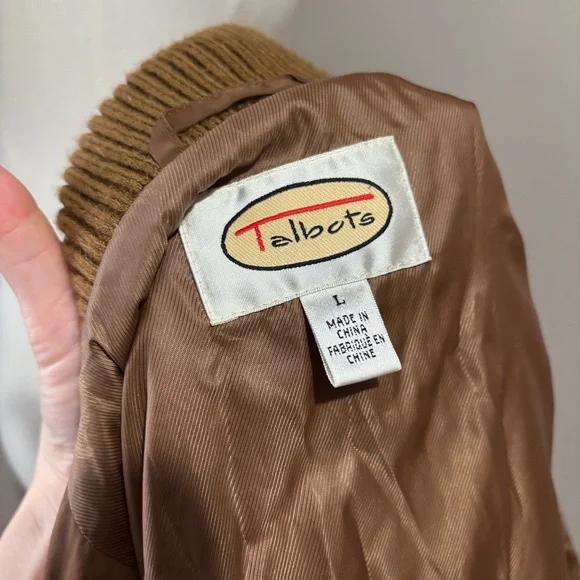 Talbots
L
MADE IN
CHINA
FABRIQUÉ EN
CHINE